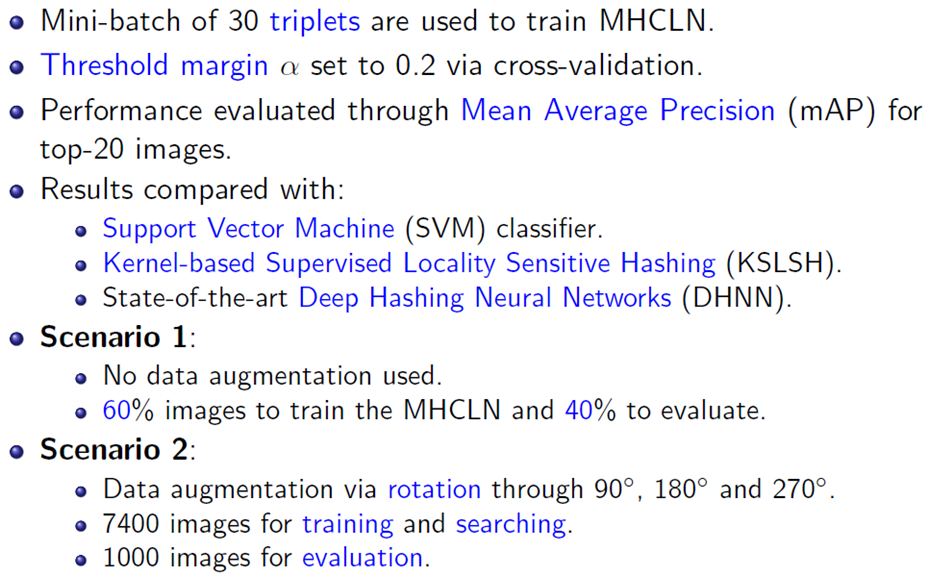 Mini-batch of 30 triplets are used to train MHCLN.
Threshold margin α set to 0.2 via cross-validation.
Performance evaluated through Mean Average Precision (mAP) for
top-20 images.
Results compared with:
Support Vector Machine (SVM) classifier.
Kernel-based Supervised Locality Sensitive Hashing (KSLSH).
State-of-the-art Deep Hashing Neural Networks (DHNN).
Scenario 1:
No data augmentation used.
60% images to train the MHCLN and 40% to evaluate.
Scenario 2:
Data augmentation via rotation through 90°, 180° and 270°.
7400 images for training and searching.
1000 images for evaluation.